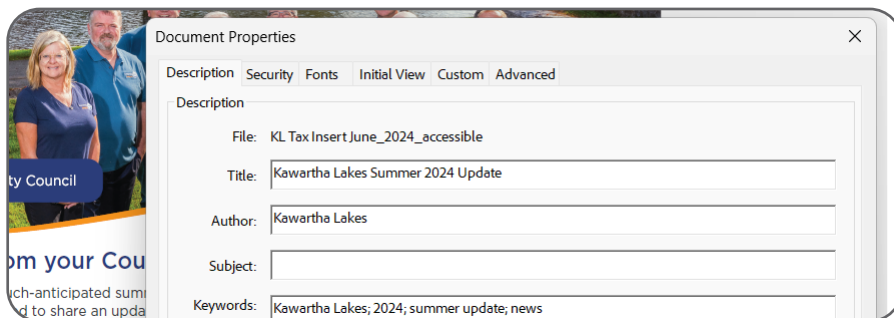 Document Properties
Description Security Fonts Initial View Custom Advanced
Description
File: KL Tax Insert June_2024_accessible
Title: Kawartha Lakes Summer 2024 Update
Author: Kawartha Lakes
Subject:
Keywords: Kawartha Lakes; 2024; summer update; news
ty Council
om your Cou
uch-anticipated sum
d to share an upda